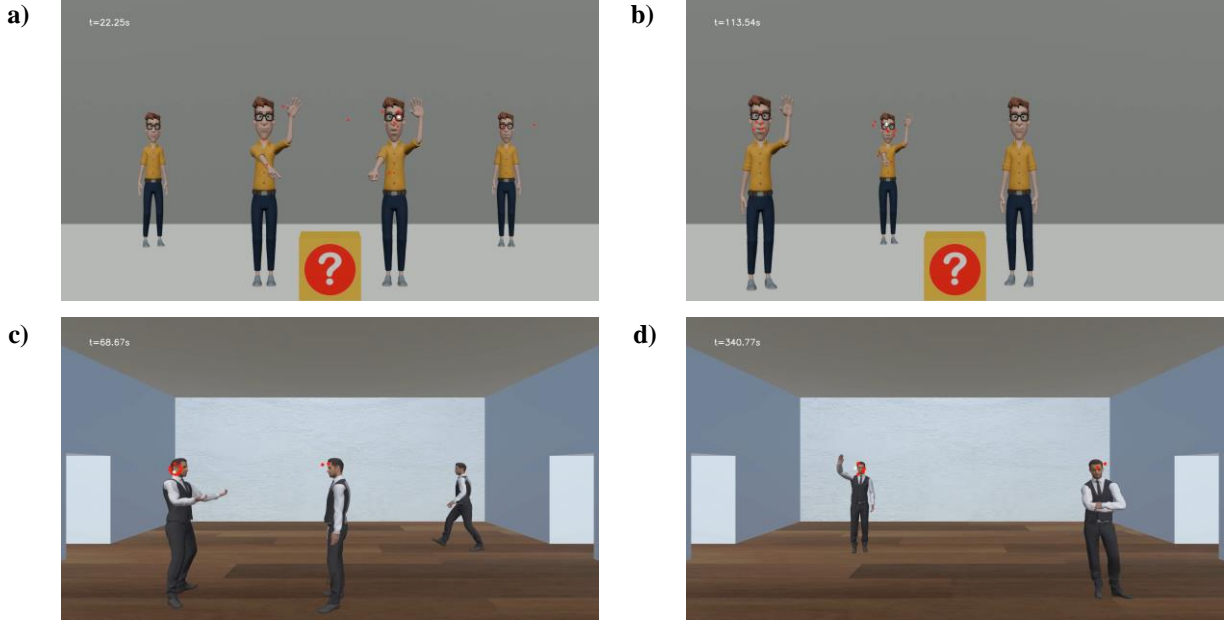 a)
t=22.25s
?
b)
t=113.54s
?
c)
t=68.67s
d)
t=340.77s